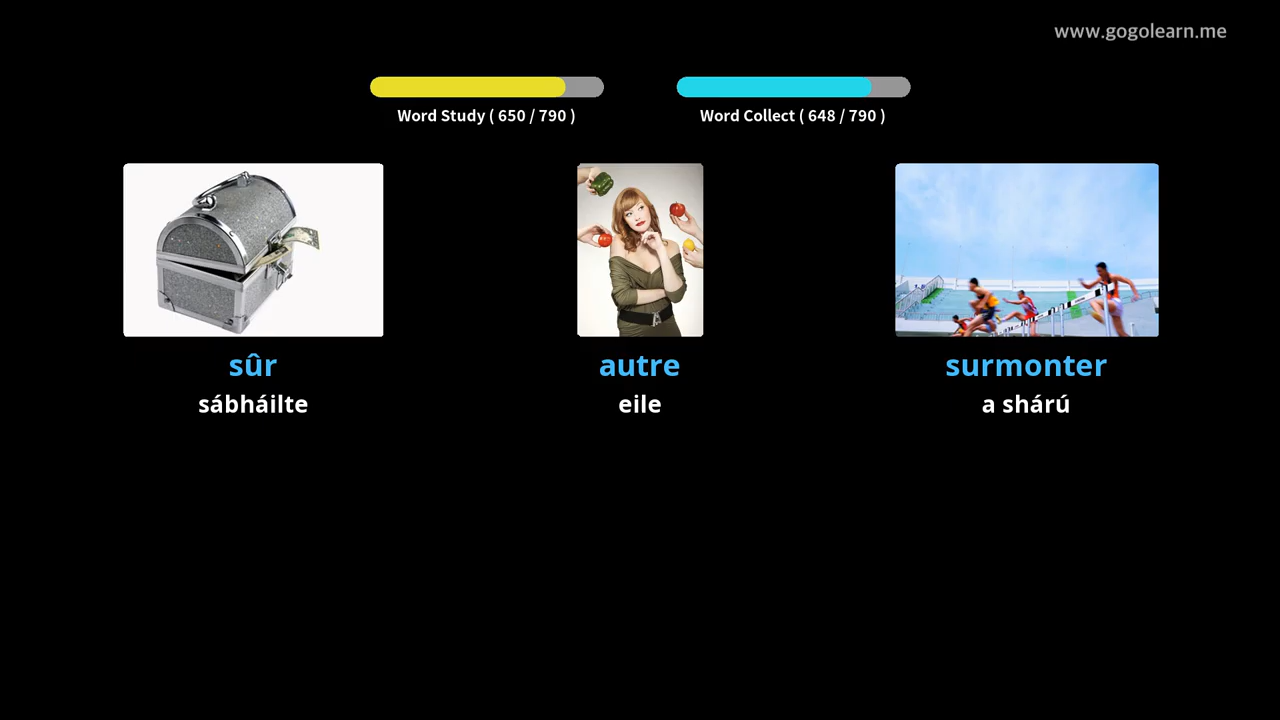 www.gogolearn.me
Word Study ( 650 / 790 )
Word Collect ( 648 / 790 )
sûr
sábháilte
autre
eile
surmonter
a shárú